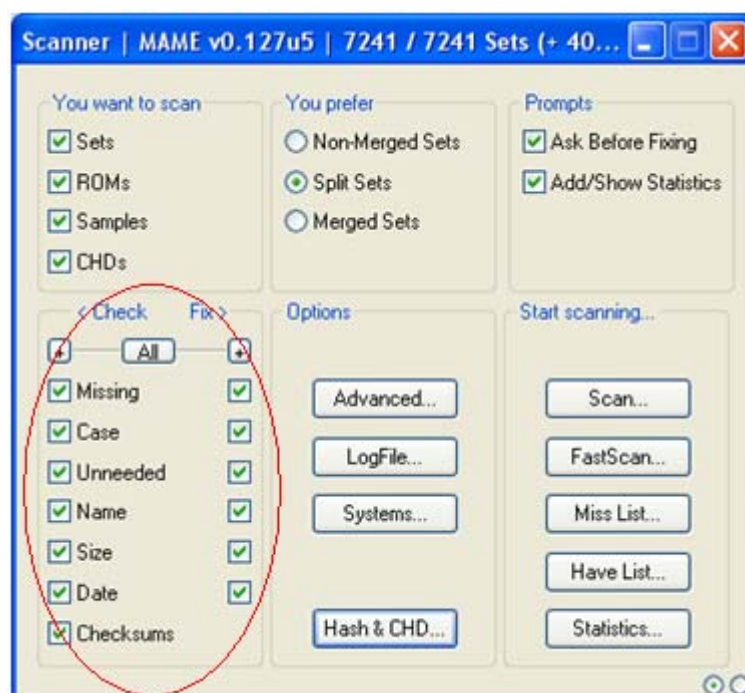 Scanner | MAME v0.127u5 | 7241 / 7241 Sets (+ 40...
You want to scan
Sets
ROMs
Samples
CHDs
You prefer
Non-Merged Sets
Split Sets
Merged Sets
Prompts
Ask Before Fixing
Add/Show Statistics
< Check Fix >
+ All +
Missing
Case
Unneeded
Name
Size
Date
Checksums
Options
Advanced...
LogFile...
Systems...
Hash & CHD...
Start scanning...
Scan...
FastScan...
Miss List...
Have List...
Statistics...